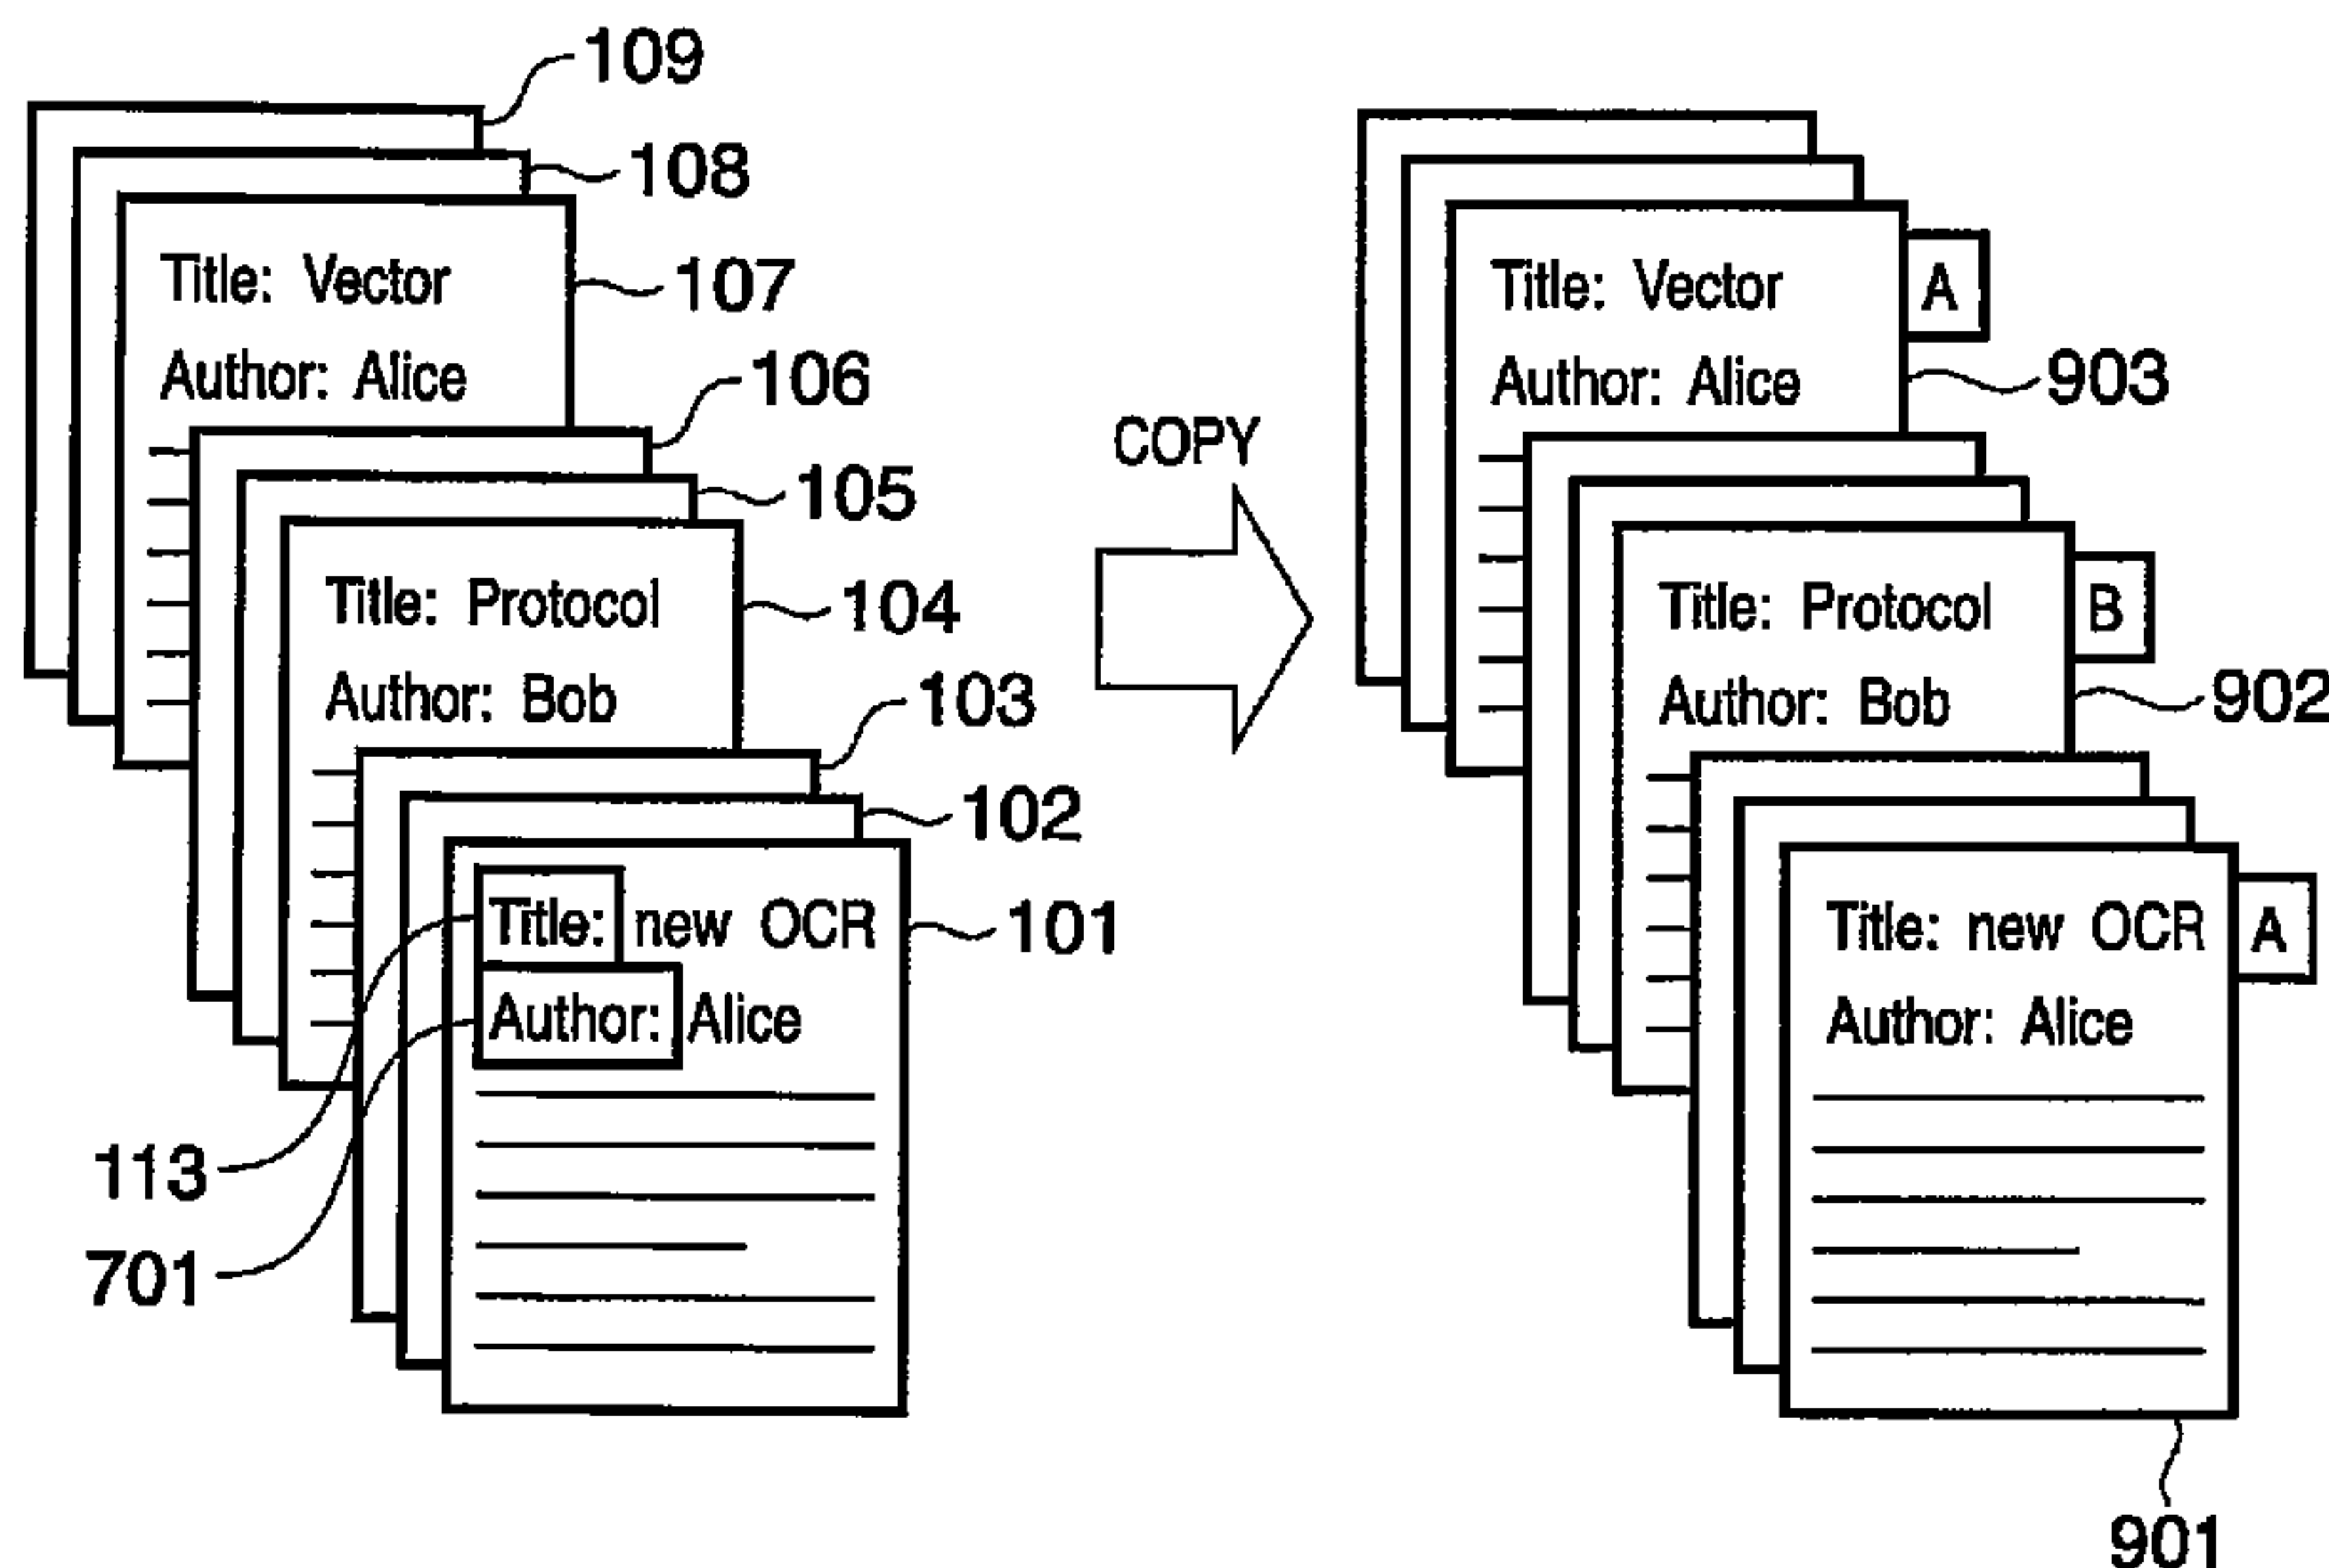 109
108
Title: Vector
107
Author: Alice
106
105
Title: Protocol
104
Author: Bob
103
102
Title: new OCR
101
Author: Alice
113
701
COPY
Title: Vector
A
Author: Alice
903
Title: Protocol
B
Author: Bob
902
Title: new OCR
A
Author: Alice
901